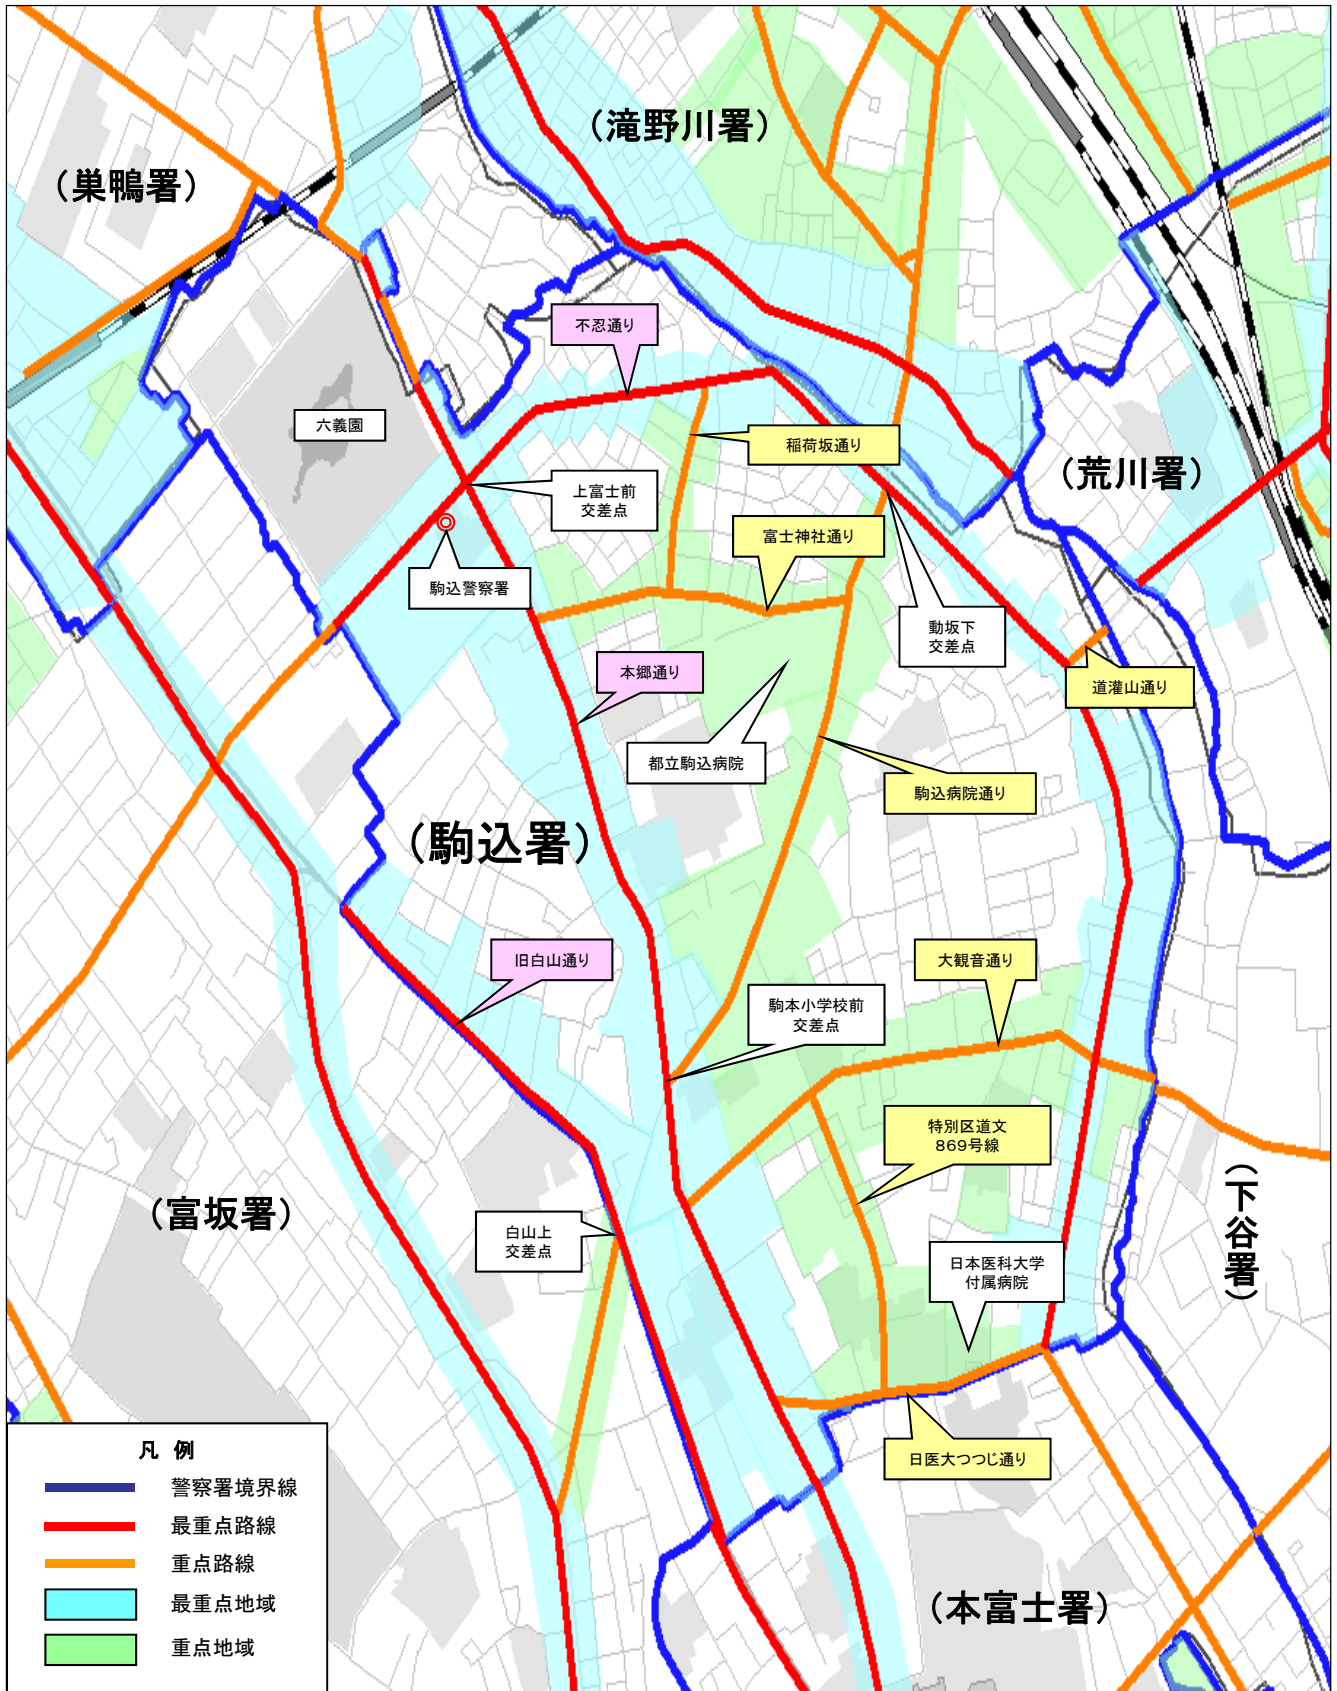 （滝野川署）
（巣鴨署）
不忍通り
六義園
稲荷坂通り
（荒川署）
上富士前
交差点
富士神社通り
駒込警察署
動坂下
交差点
本郷通り
道灌山通り
都立駒込病院
駒込病院通り
（駒込署）
旧白山通り
大観音通り
駒本小学校前
交差点
特別区道文
869号線
（富坂署）
（下谷署）
白山上
交差点
日本医科大学
付属病院
日医大つつじ通り
凡 例
警察署境界線
最重点路線
重点路線
最重点地域
重点地域
（本富士署）